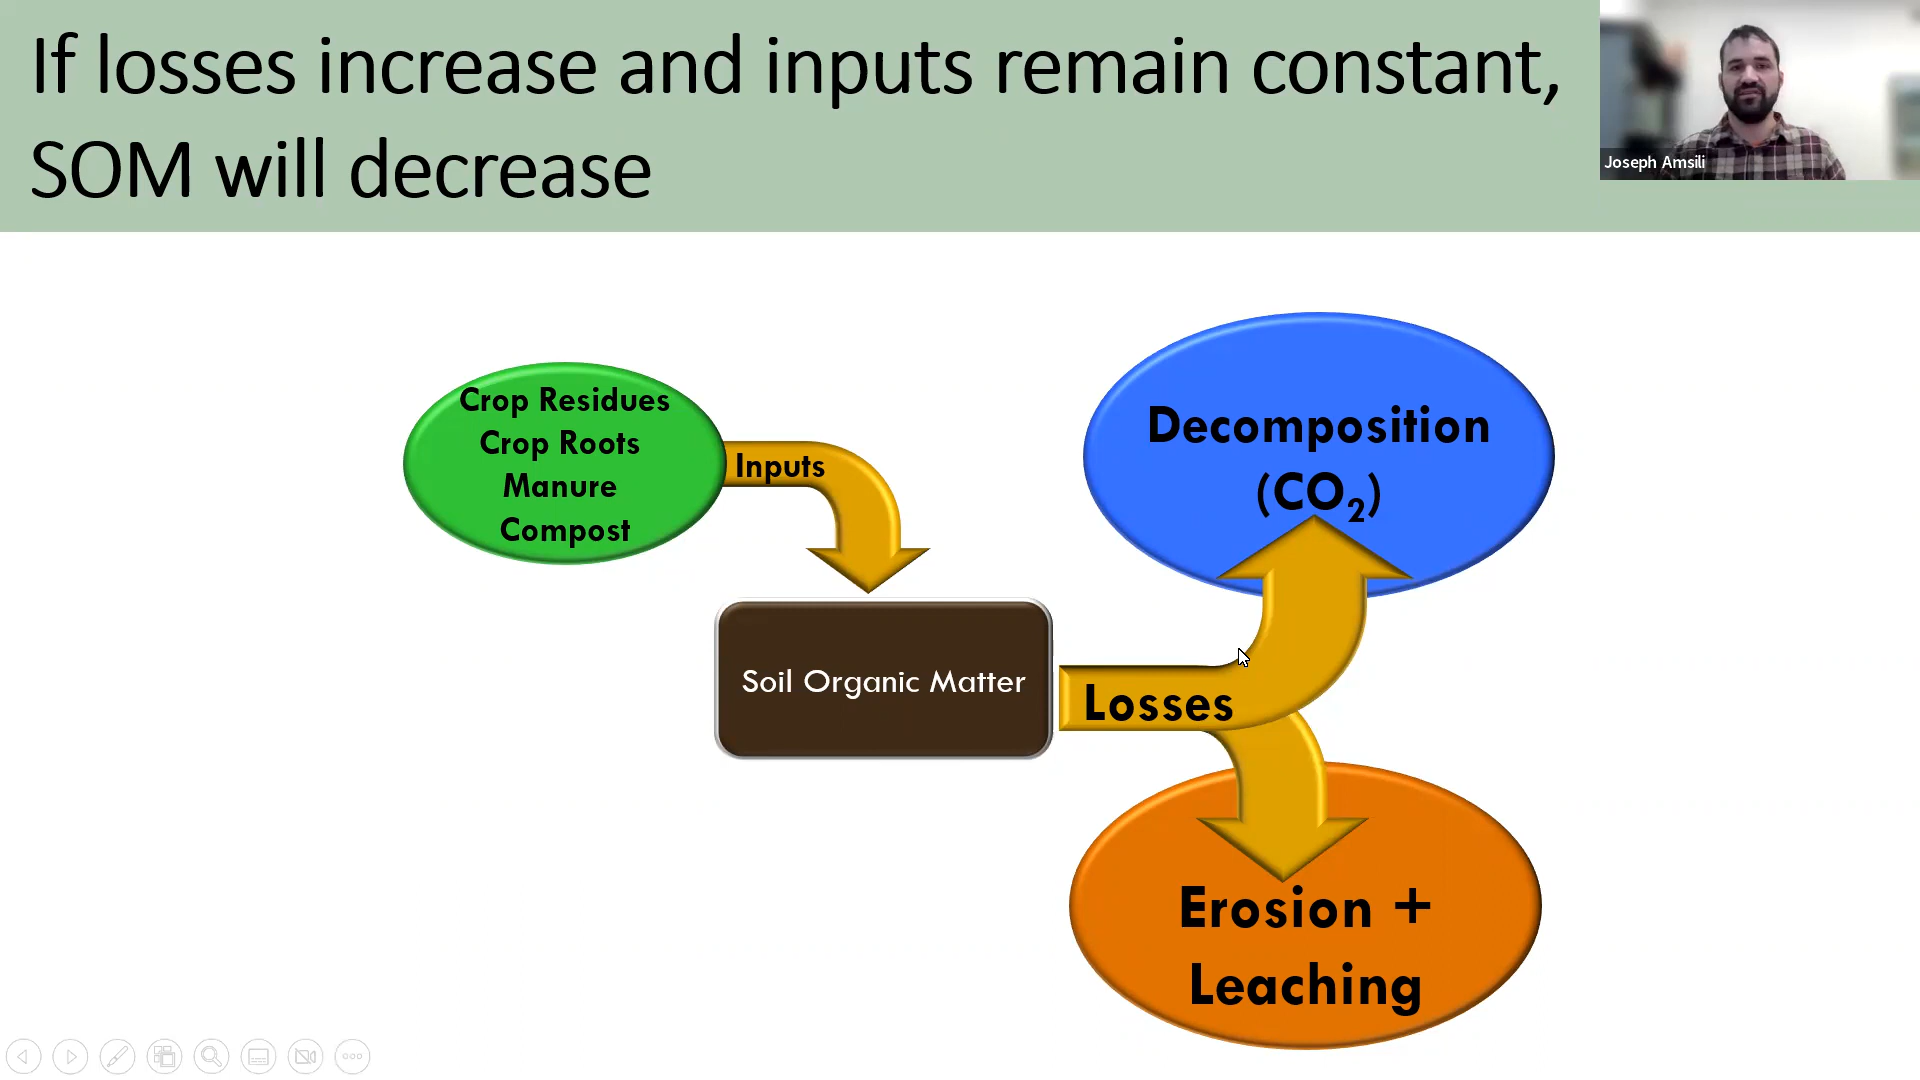 If losses increase and inputs remain constant,
SOM will decrease
Joseph Amsili
Crop Residues
Crop Roots
Manure
Compost
Inputs
Soil Organic Matter
Losses
Decomposition
(CO₂)
Erosion +
Leaching